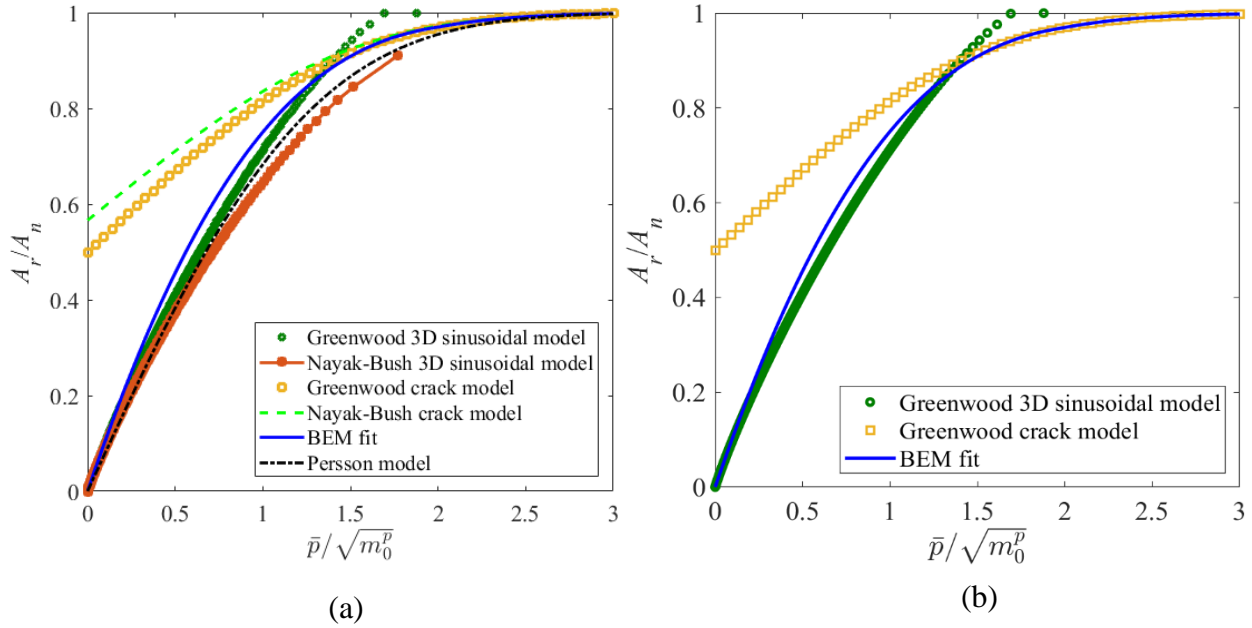 1
0.8
0.6
0.4
0.2
0
A_r/A_n
0 0.5 1 1.5 2 2.5 3
p̄/√m_0^p
Greenwood 3D sinusoidal model
Nayak-Bush 3D sinusoidal model
Greenwood crack model
Nayak-Bush crack model
BEM fit
Persson model
(a)
1
0.8
0.6
0.4
0.2
0
A_r/A_n
0 0.5 1 1.5 2 2.5 3
p̄/√m_0^p
Greenwood 3D sinusoidal model
Greenwood crack model
BEM fit
(b)